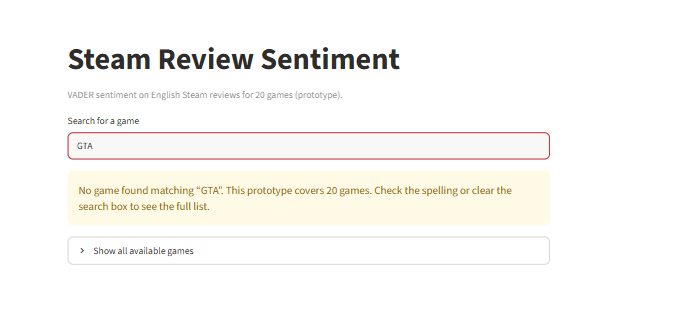 Steam Review Sentiment
VADER sentiment on English Steam reviews for 20 games (prototype).
Search for a game
GTA
No game found matching “GTA”. This prototype covers 20 games. Check the spelling or clear the
search box to see the full list.
Show all available games